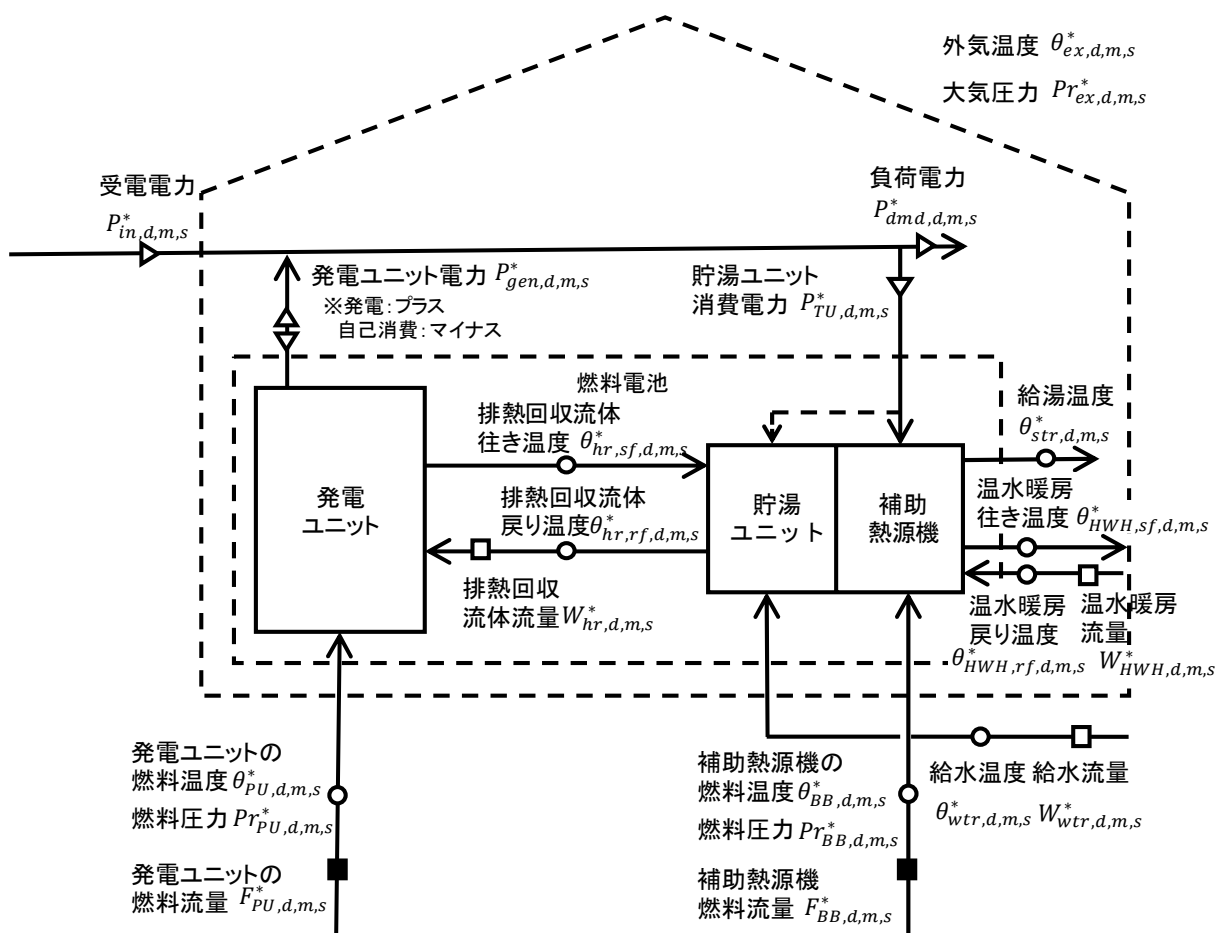 外気温度 θ*ex,d,m,s
大気圧力 Pr*ex,d,m,s
受電電力
P*in,d,m,s
負荷電力
P*dmd,d,m,s
発電ユニット電力 P*gen,d,m,s
※発電:プラス
自己消費:マイナス
貯湯ユニット
消費電力 P*TU,d,m,s
燃料電池
排熱回収流体
往き温度 θ*hr,sf,d,m,s
給湯温度
θ*str,d,m,s
発電
ユニット
排熱回収流体
戻り温度θ*hr,rf,d,m,s
貯湯
ユニット
補助
熱源機
温水暖房
往き温度 θ*HWH,sf,d,m,s
排熱回収
流体流量W*hr,d,m,s
温水暖房
戻り温度
θ*HWH,rf,d,m,s
温水暖房
流量
W*HWH,d,m,s
発電ユニットの
燃料温度θ*PU,d,m,s
燃料圧力 Pr*PU,d,m,s
補助熱源機の
燃料温度θ*BB,d,m,s
燃料圧力 Pr*BB,d,m,s
給水温度 給水流量
θ*wtr,d,m,s W*wtr,d,m,s
発電ユニットの
燃料流量 F*PU,d,m,s
補助熱源機
燃料流量 F*BB,d,m,s